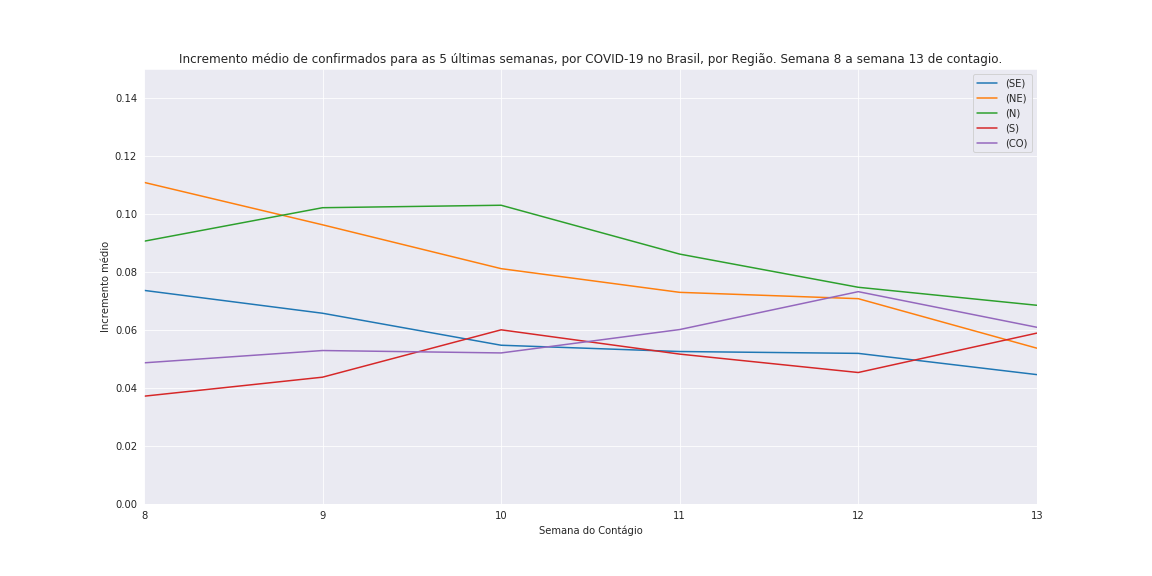 Incremento médio de confirmados para as 5 últimas semanas, por COVID-19 no Brasil, por Região. Semana 8 a semana 13 de contagio.
(SE)
(NE)
(N)
(S)
(CO)
0.14
0.12
0.10
0.08
0.06
0.04
0.02
0.00
Incremento médio
8 9 10 11 12 13
Semana do Contágio